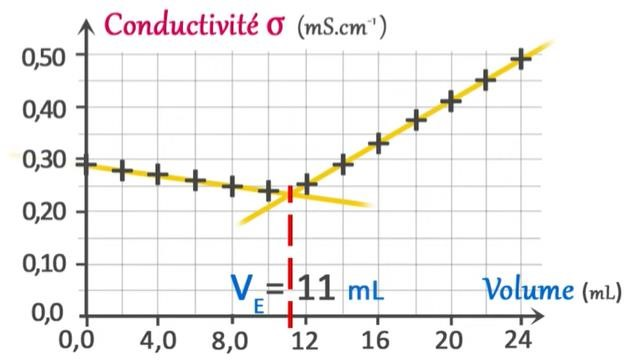 Conductivité σ (mS.cm⁻¹)
0,50
0,40
0,30
0,20
0,10
0,0
V_E = 11 mL
Volume (mL)
0,0 4,0 8,0 12 16 20 24